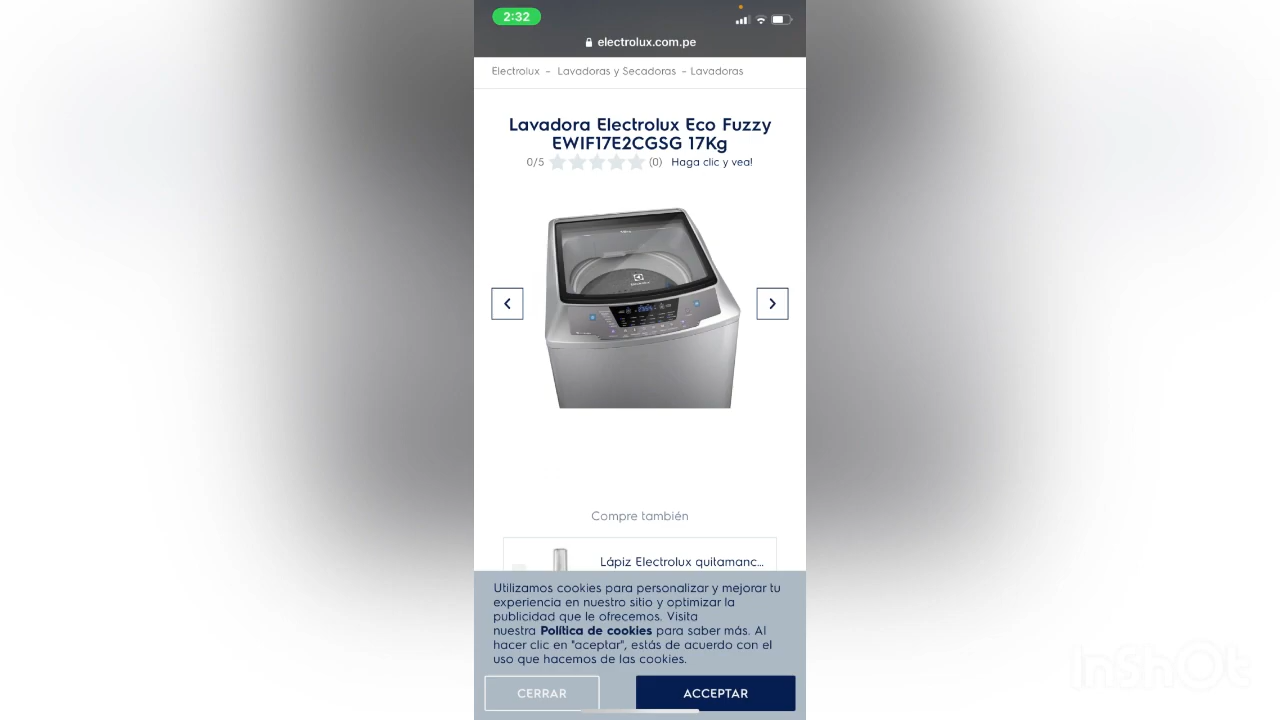 2:32
electrolux.com.pe
Electrolux - Lavadoras y Secadoras - Lavadoras
Lavadora Electrolux Eco Fuzzy
EWIF17E2CGSG 17Kg
0/5 (0) Haga clic y vea!
Electrolux
Compre también
Lápiz Electrolux quitamanc...
Utilizamos cookies para personalizar y mejorar tu
experiencia en nuestro sitio y optimizar la
publicidad que le ofrecemos. Visita
nuestra Política de cookies para saber más. Al
hacer clic en "aceptar", estás de acuerdo con el
uso que hacemos de las cookies.
CERRAR
ACCEPTAR
InShOt